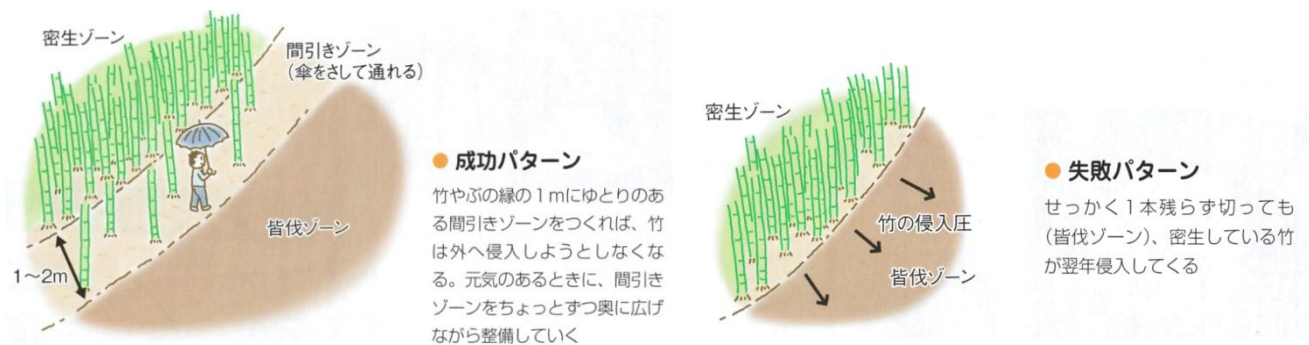 密生ゾーン
間引きゾーン
(傘をさして通れる)
皆伐ゾーン
1〜2m
● 成功パターン
竹やぶの縁の1mにゆとりのあ
る間引きゾーンをつくれば、竹
は外へ侵入しようとしなくな
る。元気のあるときに、間引き
ゾーンをちょっとずつ奥に広げ
ながら整備していく
密生ゾーン
竹の侵入圧
皆伐ゾーン
● 失敗パターン
せっかく1本残らず切っても
(皆伐ゾーン)、密生している竹
が翌年侵入してくる